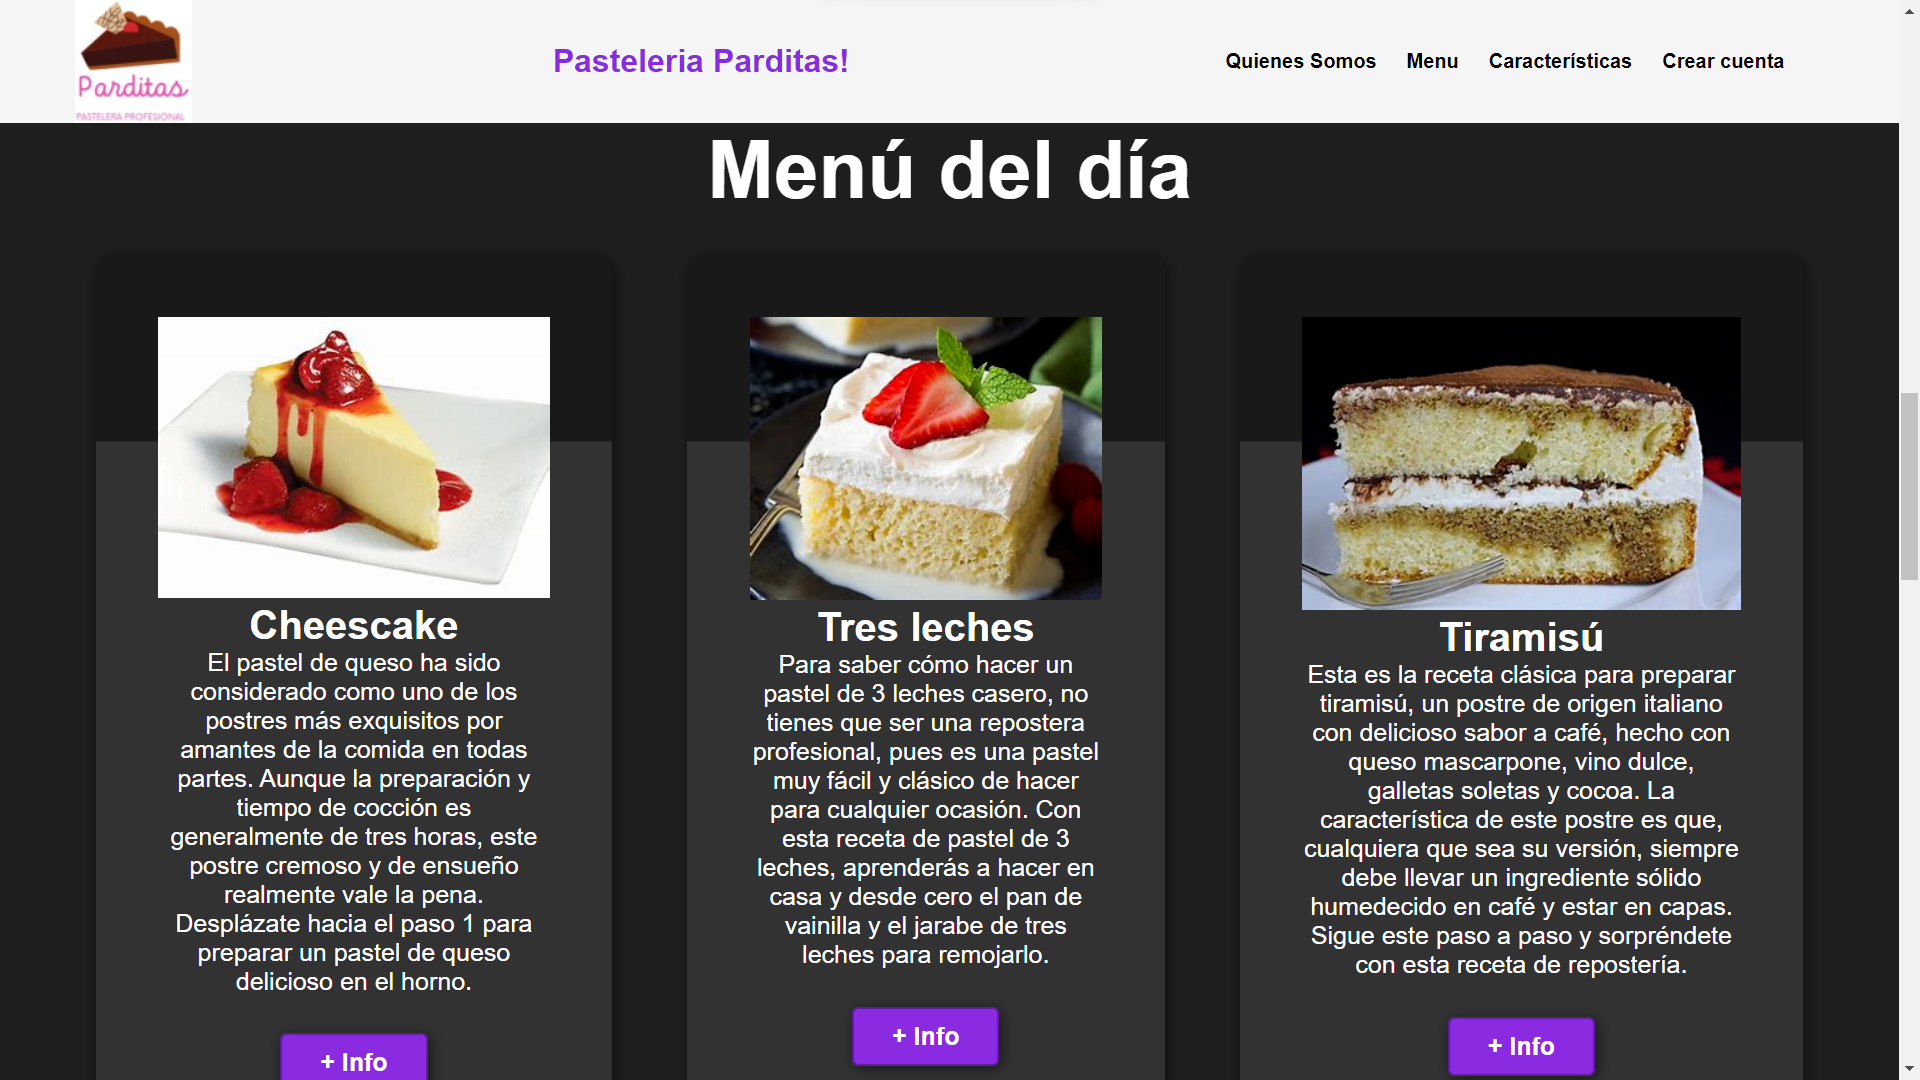 Parditas
PASTELERA PROFESIONAL
Pasteleria Parditas!
Quienes Somos
Menu
Características
Crear cuenta
Menú del día
Cheescake
El pastel de queso ha sido
considerado como uno de los
postres más exquisitos por
amantes de la comida en todas
partes. Aunque la preparación y
tiempo de cocción es
generalmente de tres horas, este
postre cremoso y de ensueño
realmente vale la pena.
Desplázate hacia el paso 1 para
preparar un pastel de queso
delicioso en el horno.
+ Info
Tres leches
Para saber cómo hacer un
pastel de 3 leches casero, no
tienes que ser una repostera
profesional, pues es una pastel
muy fácil y clásico de hacer
para cualquier ocasión. Con
esta receta de pastel de 3
leches, aprenderás a hacer en
casa y desde cero el pan de
vainilla y el jarabe de tres
leches para remojarlo.
+ Info
Tiramisú
Esta es la receta clásica para preparar
tiramisú, un postre de origen italiano
con delicioso sabor a café, hecho con
queso mascarpone, vino dulce,
galletas soletas y cocoa. La
característica de este postre es que,
cualquiera que sea su versión, siempre
debe llevar un ingrediente sólido
humedecido en café y estar en capas.
Sigue este paso a paso y sorpréndete
con esta receta de repostería.
+ Info